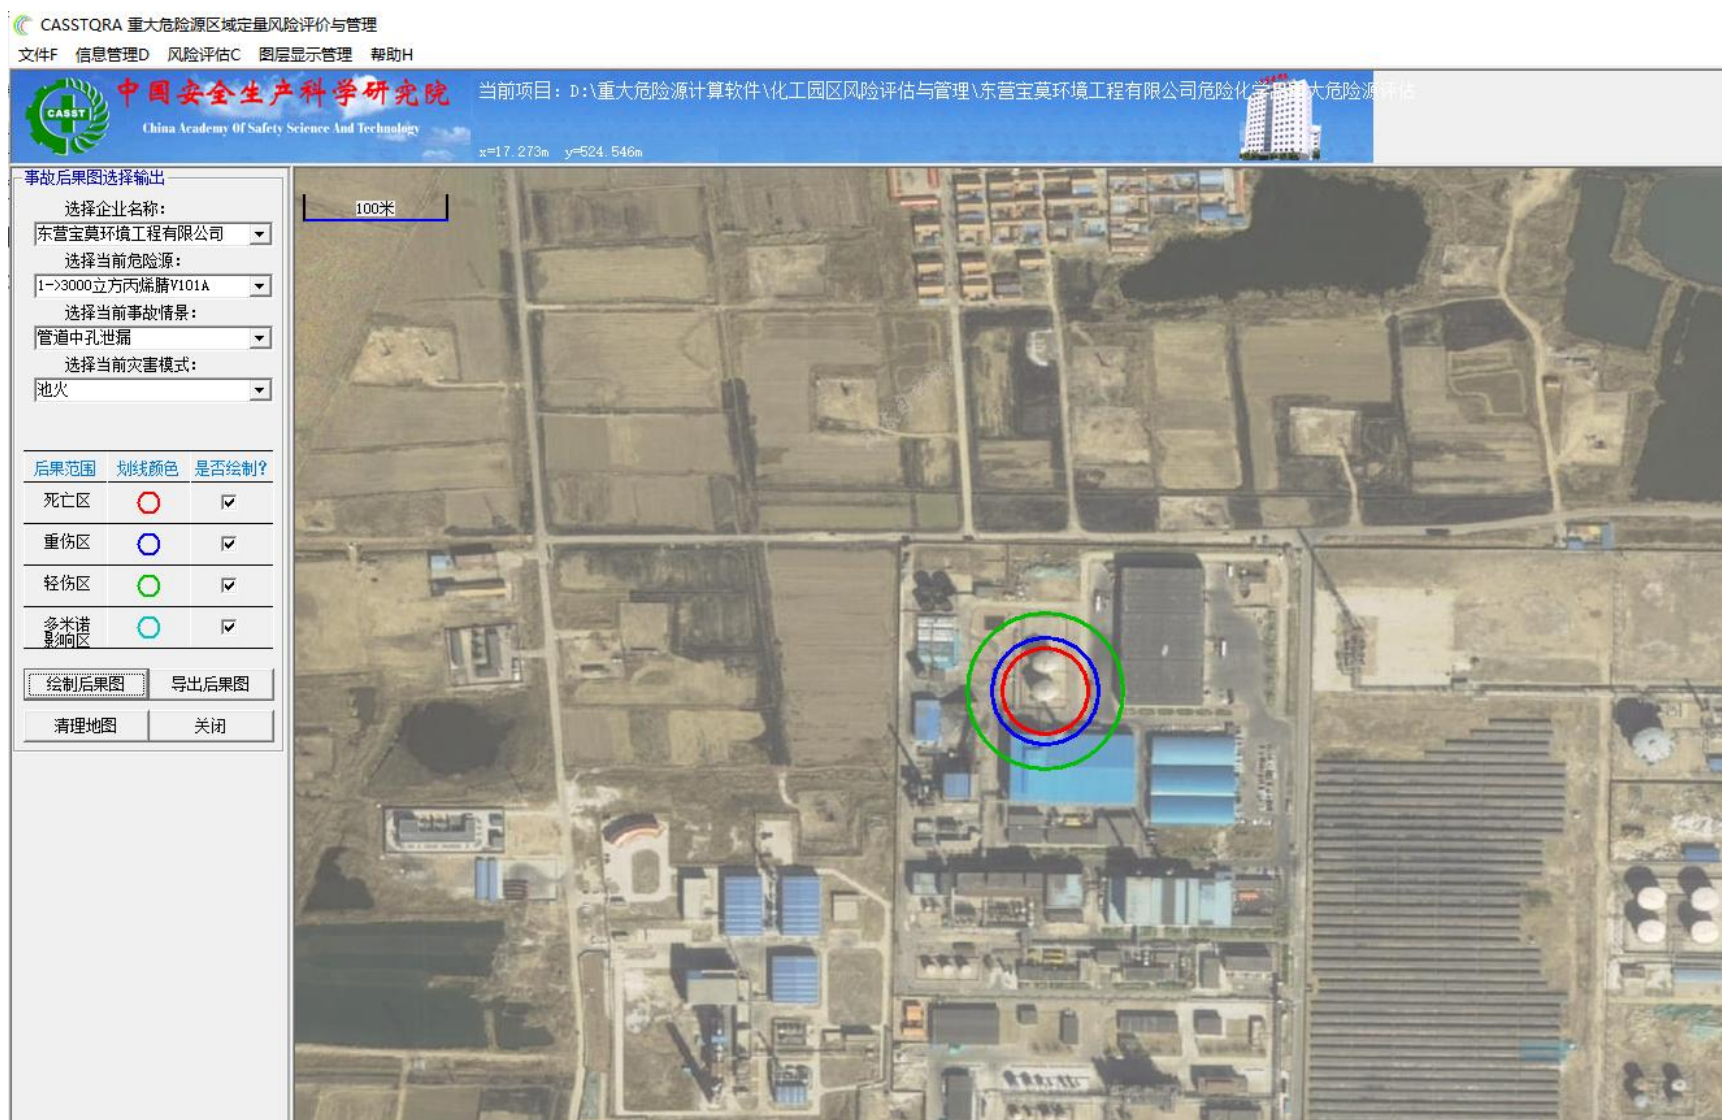 CASSTQRA 重大危险源区域定量风险评价与管理
文件F 信息管理D 风险评估C 图层显示管理 帮助H
中国安全生产科学研究院
CASST
China Academy Of Safety Science And Technology
当前项目：D:\重大危险源计算软件\化工园区风险评估与管理\东营宝莫环境工程有限公司危险化学品重大危险源评估
x=17.273m y=524.546m
事故后果图选择输出
选择企业名称：
东营宝莫环境工程有限公司
选择当前危险源：
1->3000立方丙烯腈V101A
选择当前事故情景：
管道中孔泄漏
选择当前灾害模式：
池火
后果范围 划线颜色 是否绘制？
死亡区
重伤区
轻伤区
多米诺
影响区
绘制后果图 导出后果图
清理地图 关闭
100米